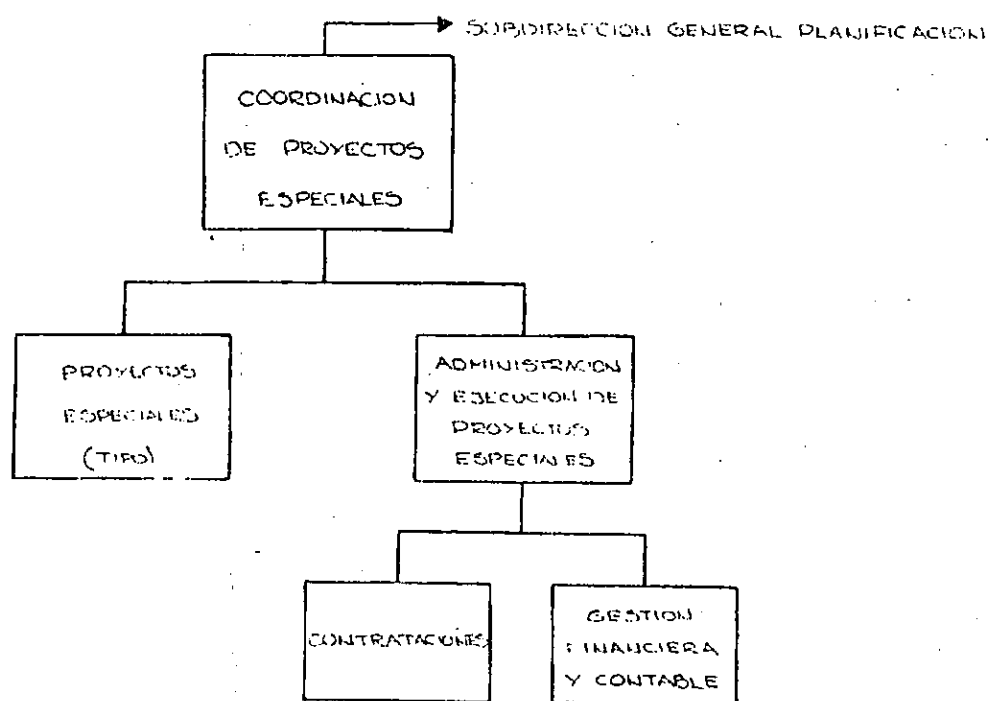 SUBDIRECCION GENERAL PLANIFICACION
COORDINACION
DE PROYECTOS
ESPECIALES
PROYECTOS
ESPECIALES
(TIPO)
ADMINISTRACION
Y EJECUCION DE
PROYECTOS
ESPECIALES
CONTRATACIONES
GESTION
FINANCIERA
Y CONTABLE